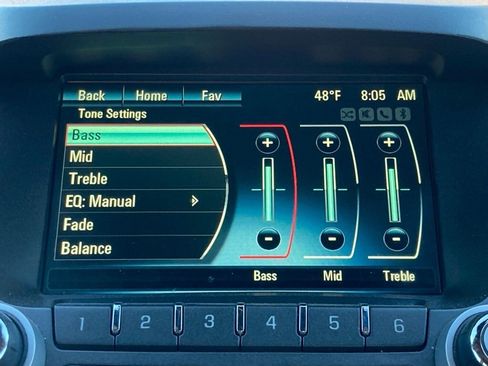 Back Home Fav 48°F 8:05 AM
Tone Settings
Bass
Mid
Treble
EQ: Manual
Fade
Balance
+ + +
- - -
Bass Mid Treble
1 2 3 4 5 6